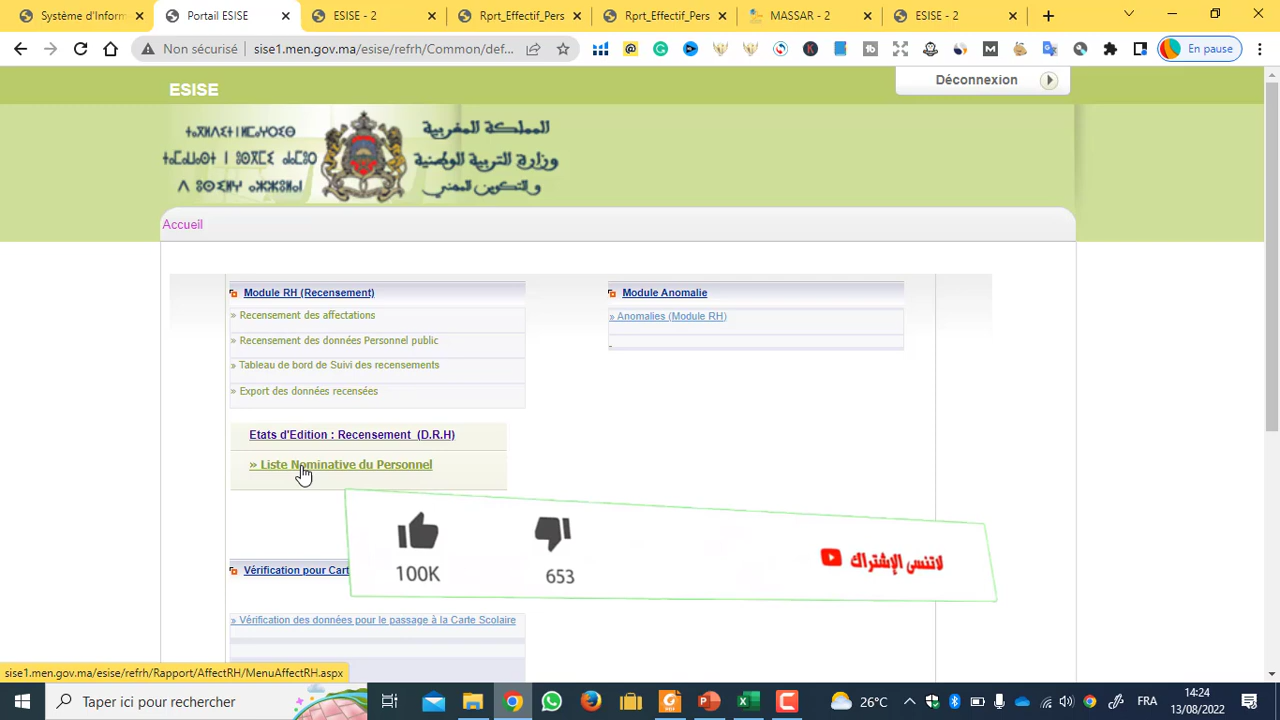 Système d'Inform
Portail ESISE
ESISE - 2
Rprt_Effectif_Pers
Rprt_Effectif_Pers
MASSAR - 2
ESISE - 2
Non sécurisé
sise1.men.gov.ma/esise/refrh/Common/def...
En pause
ESISE
Déconnexion
المملكة المغربية
وزارة التربية الوطنية
والتكوين المهني
Accueil
Module RH (Recensement)
Module Anomalie
» Recensement des affectations
» Anomalies (Module RH)
» Recensement des données Personnel public
» Tableau de bord de Suivi des recensements
» Export des données recensées
Etats d'Edition : Recensement (D.R.H)
» Liste Nominative du Personnel
لاتنسى الإشتراك
100K
653
Vérification pour Cart
» Vérification des données pour le passage à la Carte Scolaire
sise1.men.gov.ma/esise/refrh/Rapport/AffectRH/MenuAffectRH.aspx
Taper ici pour rechercher
26°C
FRA
14:24
13/08/2022